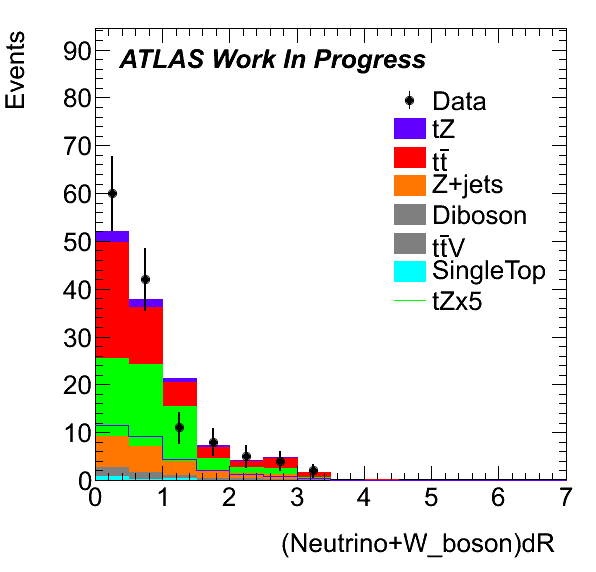 Events
ATLAS Work In Progress
Data
tZ
tt̄
Z+jets
Diboson
tt̄V
SingleTop
tZx5
90
80
70
60
50
40
30
20
10
0
0 1 2 3 4 5 6 7
(Neutrino+W_boson)dR